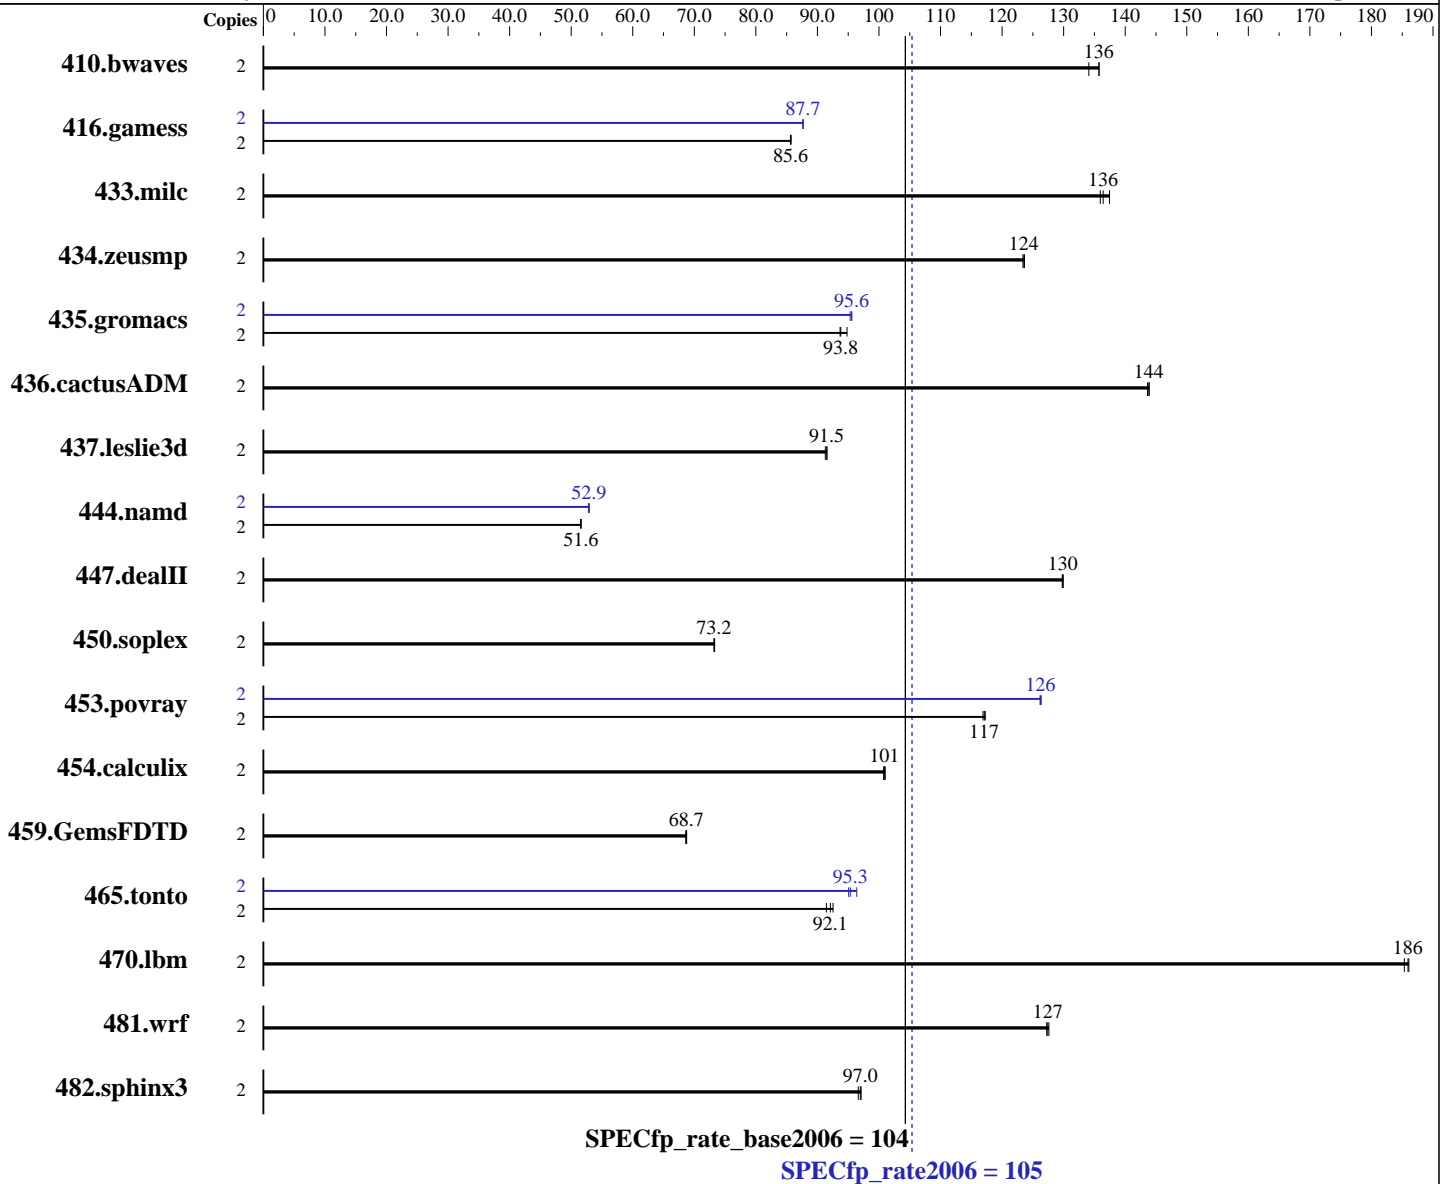 Copies 0 10.0 20.0 30.0 40.0 50.0 60.0 70.0 80.0 90.0 100 110 120 130 140 150 160 170 180 190
410.bwaves 2 136
416.gamess 2 87.7
2 85.6
433.milc 2 136
434.zeusmp 2 124
435.gromacs 2 95.6
2 93.8
436.cactusADM 2 144
437.leslie3d 2 91.5
444.namd 2 52.9
2 51.6
447.dealII 2 130
450.soplex 2 73.2
453.povray 2 126
2 117
454.calculix 2 101
459.GemsFDTD 2 68.7
465.tonto 2 95.3
2 92.1
470.lbm 2 186
481.wrf 2 127
482.sphinx3 2 97.0
SPECfp_rate_base2006 = 104
SPECfp_rate2006 = 105